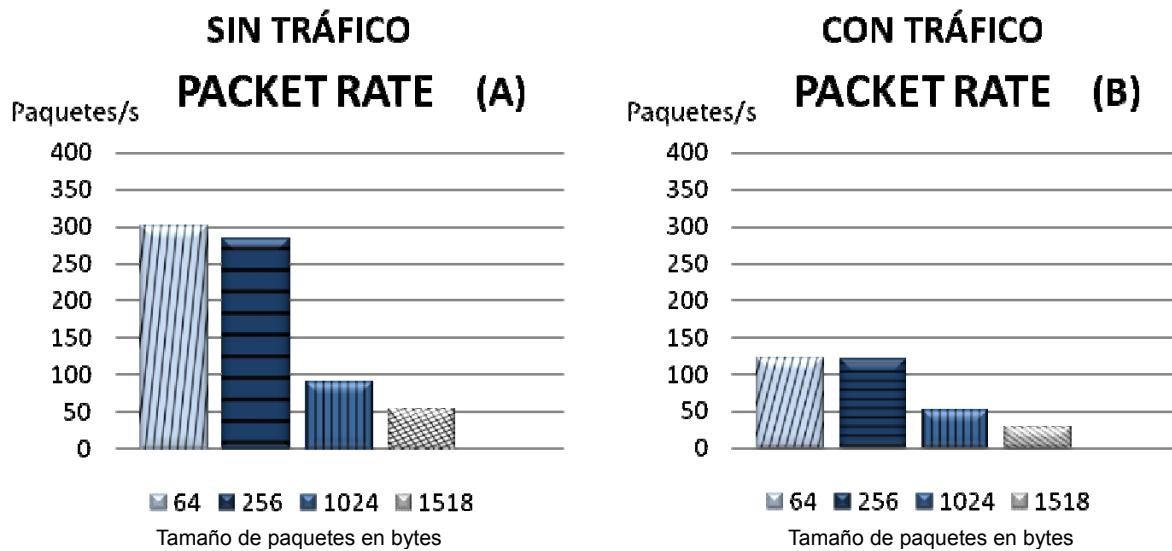 SIN TRÁFICO
PACKET RATE (A)
Paquetes/s
400
350
300
250
200
150
100
50
0
64 256 1024 1518
Tamaño de paquetes en bytes
CON TRÁFICO
PACKET RATE (B)
Paquetes/s
400
350
300
250
200
150
100
50
0
64 256 1024 1518
Tamaño de paquetes en bytes